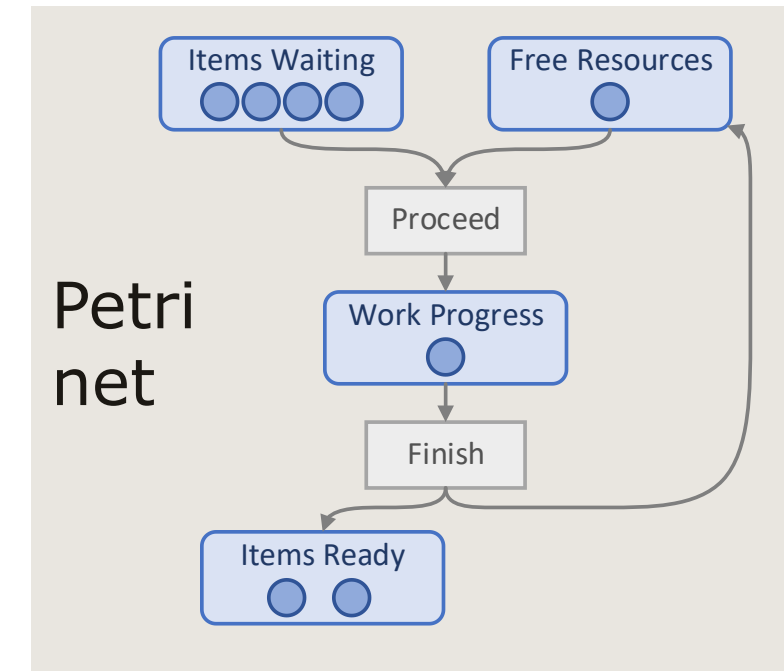 Items Waiting
Free Resources
Proceed
Petri
net
Work Progress
Finish
Items Ready